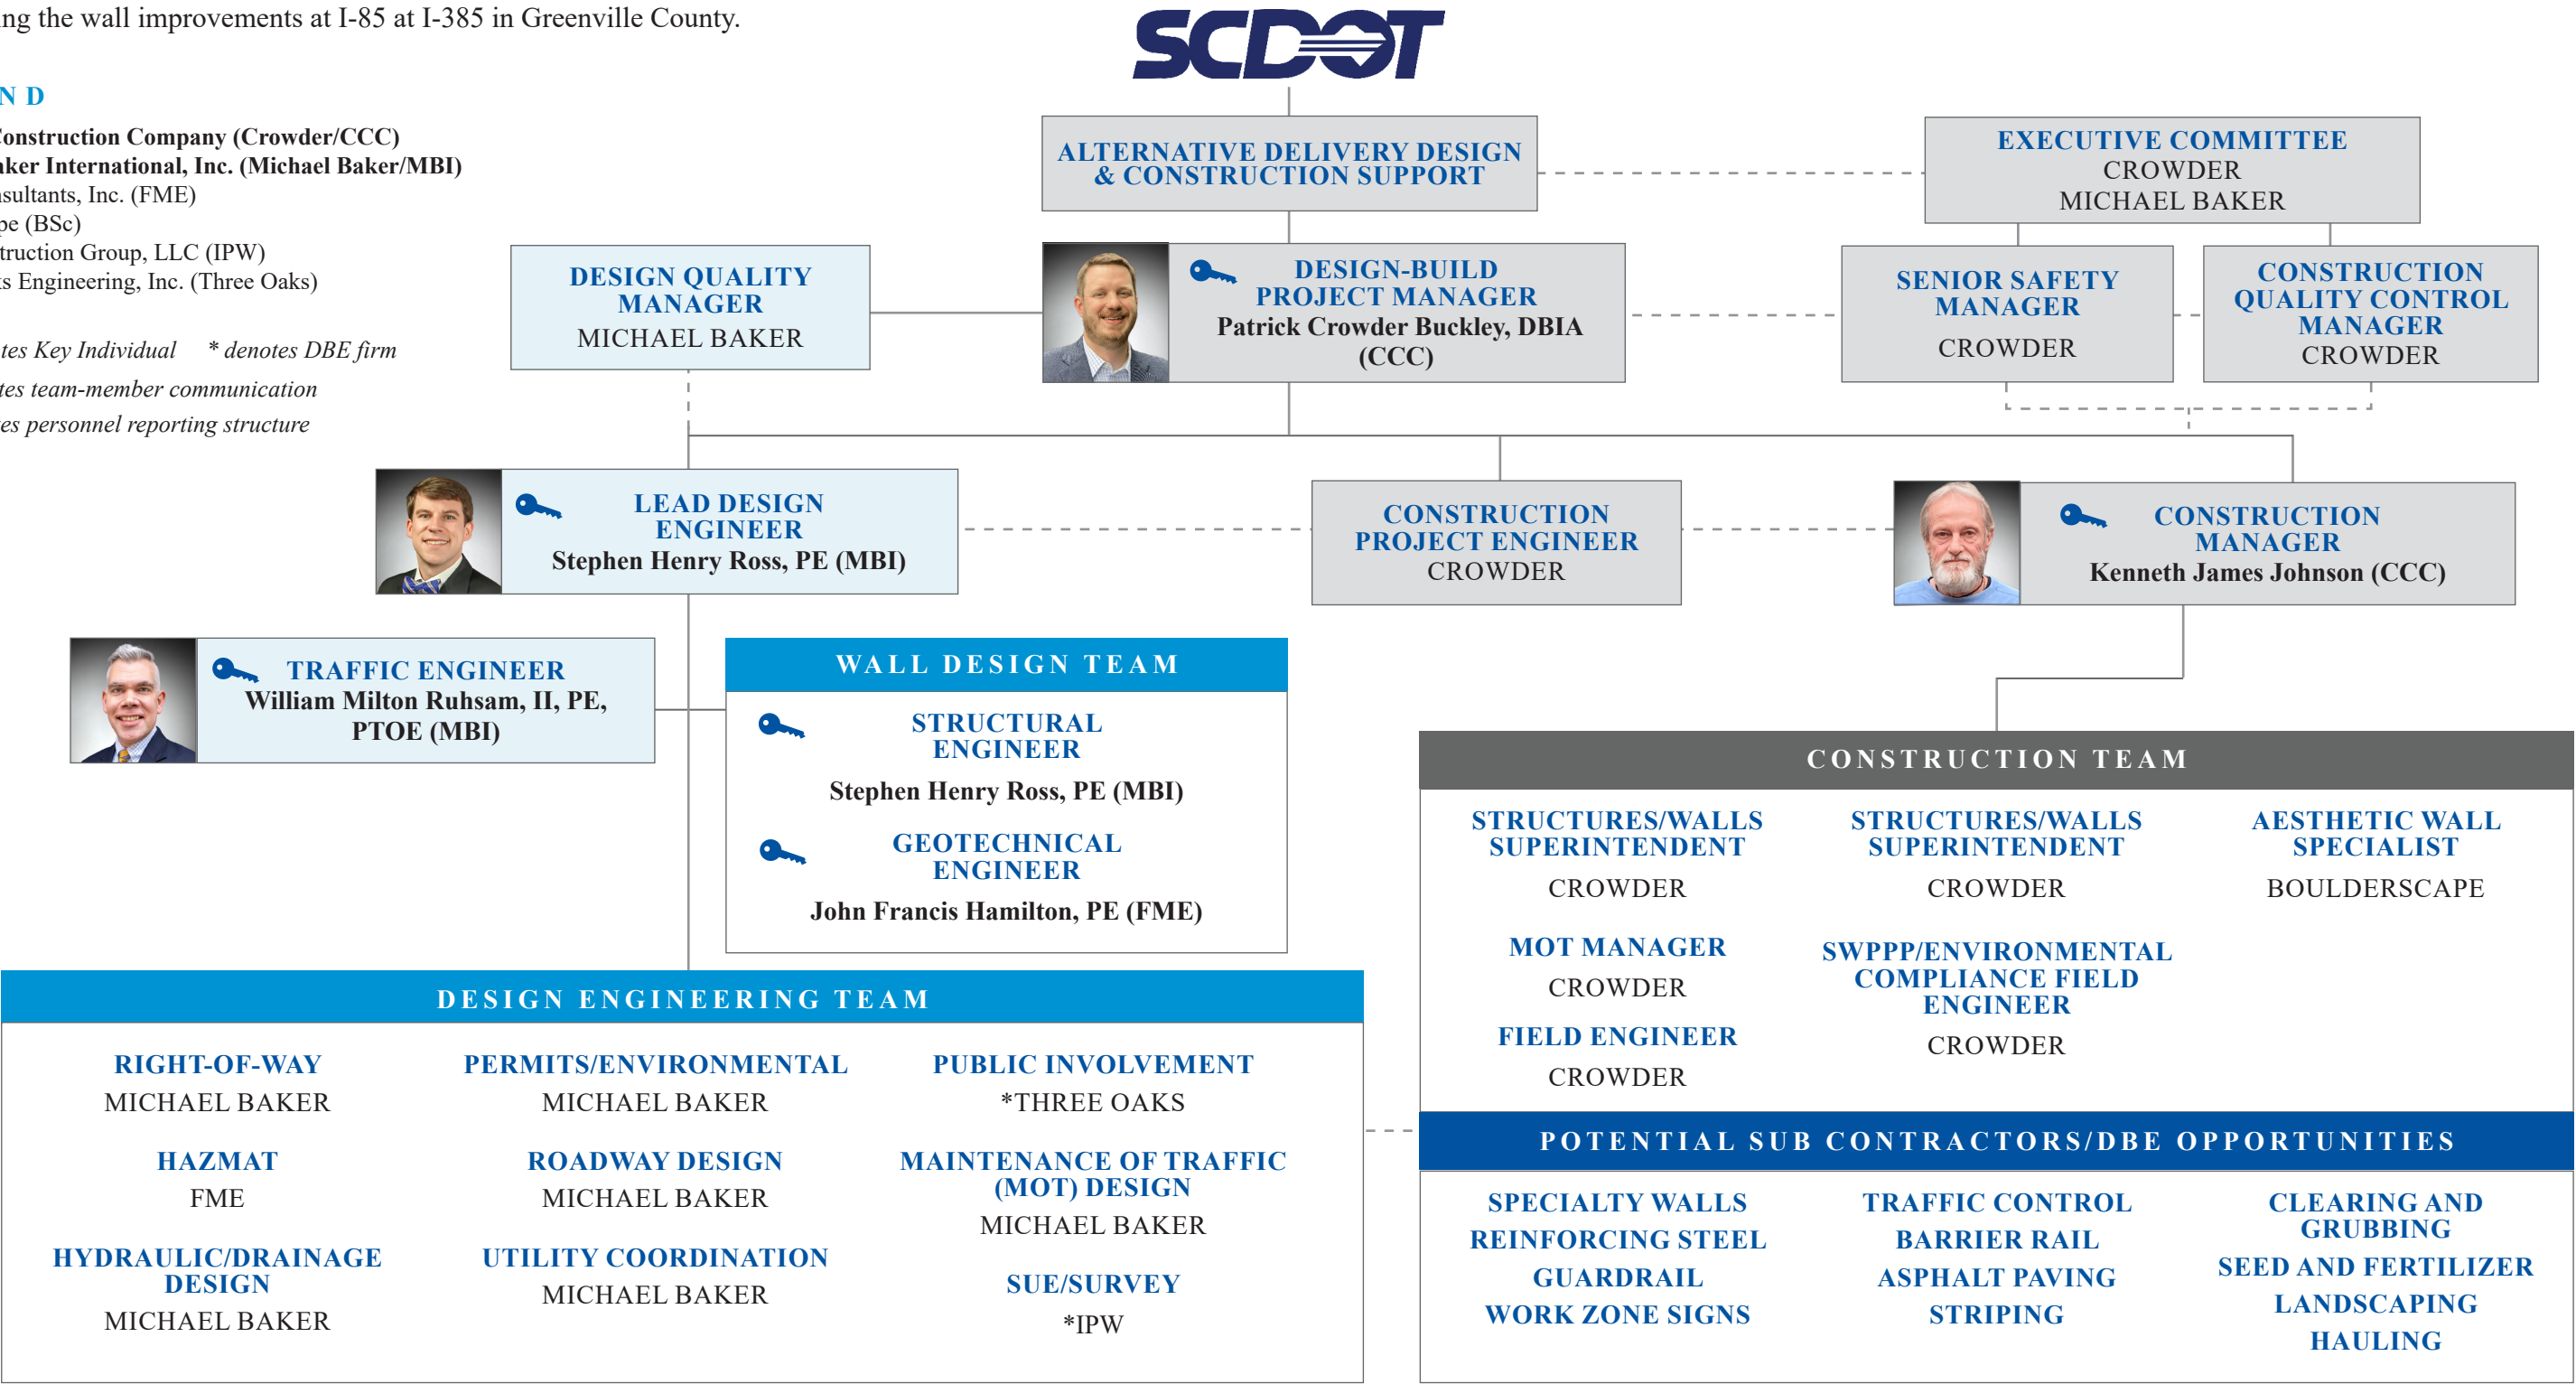 ing the wall improvements at I-85 at I-385 in Greenville County.
SCDOT
N D
Construction Company (Crowder/CCC)
aker International, Inc. (Michael Baker/MBI)
nsultants, Inc. (FME)
pe (BSc)
struction Group, LLC (IPW)
ks Engineering, Inc. (Three Oaks)
tes Key Individual * denotes DBE firm
tes team-member communication
es personnel reporting structure
ALTERNATIVE DELIVERY DESIGN
& CONSTRUCTION SUPPORT
EXECUTIVE COMMITTEE
CROWDER
MICHAEL BAKER
DESIGN QUALITY
MANAGER
MICHAEL BAKER
DESIGN-BUILD
PROJECT MANAGER
Patrick Crowder Buckley, DBIA
(CCC)
SENIOR SAFETY
MANAGER
CROWDER
CONSTRUCTION
QUALITY CONTROL
MANAGER
CROWDER
LEAD DESIGN
ENGINEER
Stephen Henry Ross, PE (MBI)
CONSTRUCTION
PROJECT ENGINEER
CROWDER
CONSTRUCTION
MANAGER
Kenneth James Johnson (CCC)
TRAFFIC ENGINEER
William Milton Ruhsam, II, PE,
PTOE (MBI)
WALL DESIGN TEAM
STRUCTURAL
ENGINEER
Stephen Henry Ross, PE (MBI)
GEOTECHNICAL
ENGINEER
John Francis Hamilton, PE (FME)
CONSTRUCTION TEAM
STRUCTURES/WALLS
SUPERINTENDENT
CROWDER
STRUCTURES/WALLS
SUPERINTENDENT
CROWDER
AESTHETIC WALL
SPECIALIST
BOULDERSCAPE
MOT MANAGER
CROWDER
SWPPP/ENVIRONMENTAL
COMPLIANCE FIELD
ENGINEER
CROWDER
FIELD ENGINEER
CROWDER
DESIGN ENGINEERING TEAM
RIGHT-OF-WAY
MICHAEL BAKER
PERMITS/ENVIRONMENTAL
MICHAEL BAKER
PUBLIC INVOLVEMENT
*THREE OAKS
HAZMAT
FME
ROADWAY DESIGN
MICHAEL BAKER
MAINTENANCE OF TRAFFIC
(MOT) DESIGN
MICHAEL BAKER
HYDRAULIC/DRAINAGE
DESIGN
MICHAEL BAKER
UTILITY COORDINATION
MICHAEL BAKER
SUE/SURVEY
*IPW
POTENTIAL SUB CONTRACTORS/DBE OPPORTUNITIES
SPECIALTY WALLS
REINFORCING STEEL
GUARDRAIL
WORK ZONE SIGNS
TRAFFIC CONTROL
BARRIER RAIL
ASPHALT PAVING
STRIPING
CLEARING AND
GRUBBING
SEED AND FERTILIZER
LANDSCAPING
HAULING